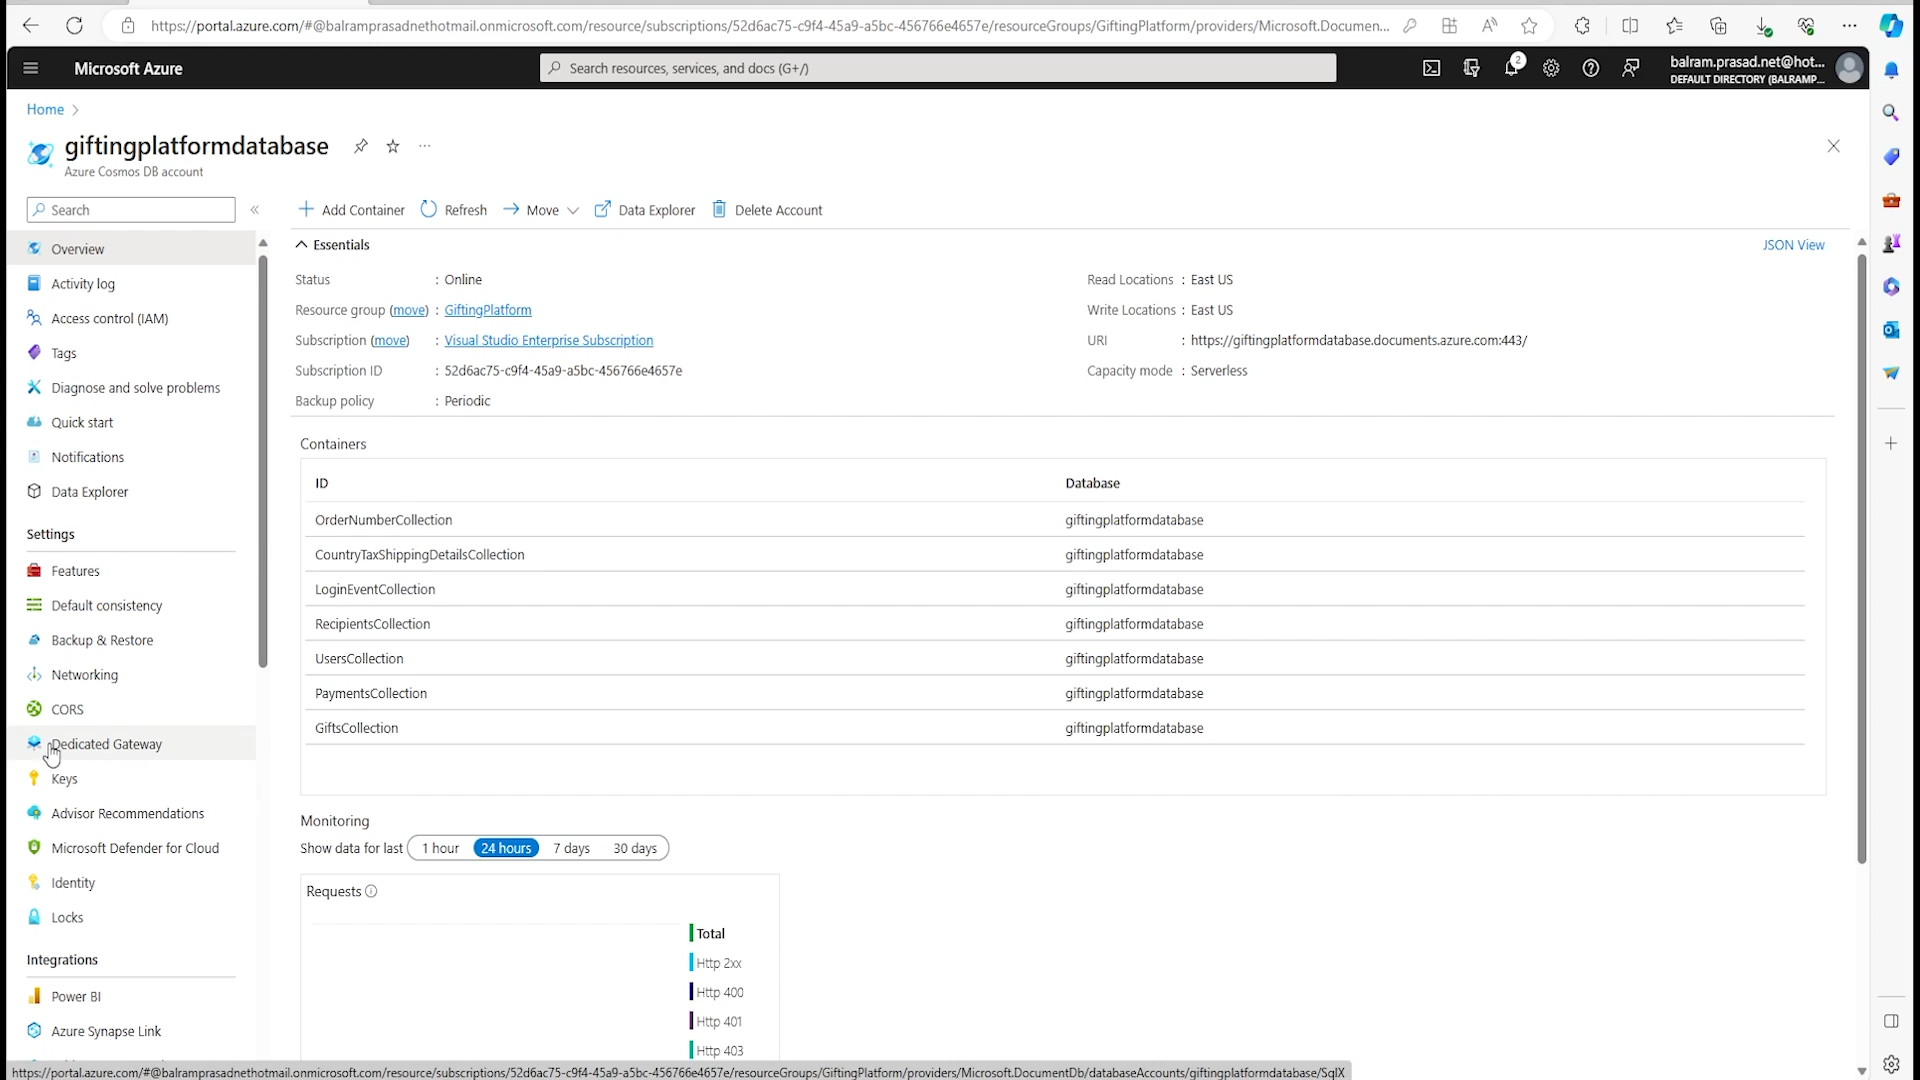 https://portal.azure.com/#@balramprasadnethotmail.onmicrosoft.com/resource/subscriptions/52d6ac75-c9f4-45a9-a5bc-456766e4657e/resourceGroups/GiftingPlatform/providers/Microsoft.Documen...
Microsoft Azure
Search resources, services, and docs (G+/)
2
balram.prasad.net@hot...
DEFAULT DIRECTORY (BALRAMP...
Home
giftingplatformdatabase
Azure Cosmos DB account
Search
Overview
Activity log
Access control (IAM)
Tags
Diagnose and solve problems
Quick start
Notifications
Data Explorer
Settings
Features
Default consistency
Backup & Restore
Networking
CORS
Dedicated Gateway
Keys
Advisor Recommendations
Microsoft Defender for Cloud
Identity
Locks
Integrations
Power BI
Azure Synapse Link
Add Container Refresh Move Data Explorer Delete Account
Essentials JSON View
Status : Online
Resource group (move) : GiftingPlatform
Subscription (move) : Visual Studio Enterprise Subscription
Subscription ID : 52d6ac75-c9f4-45a9-a5bc-456766e4657e
Backup policy : Periodic
Read Locations : East US
Write Locations : East US
URI : https://giftingplatformdatabase.documents.azure.com:443/
Capacity mode : Serverless
Containers
ID Database
OrderNumberCollection giftingplatformdatabase
CountryTaxShippingDetailsCollection giftingplatformdatabase
LoginEventCollection giftingplatformdatabase
RecipientsCollection giftingplatformdatabase
UsersCollection giftingplatformdatabase
PaymentsCollection giftingplatformdatabase
GiftsCollection giftingplatformdatabase
Monitoring
Show data for last 1 hour 24 hours 7 days 30 days
Requests
Total
Http 2xx
Http 400
Http 401
Http 403
https://portal.azure.com/#@balramprasadnethotmail.onmicrosoft.com/resource/subscriptions/52d6ac75-c9f4-45a9-a5bc-456766e4657e/resourceGroups/GiftingPlatform/providers/Microsoft.DocumentDb/databaseAccounts/giftingplatformdatabase/SqlX